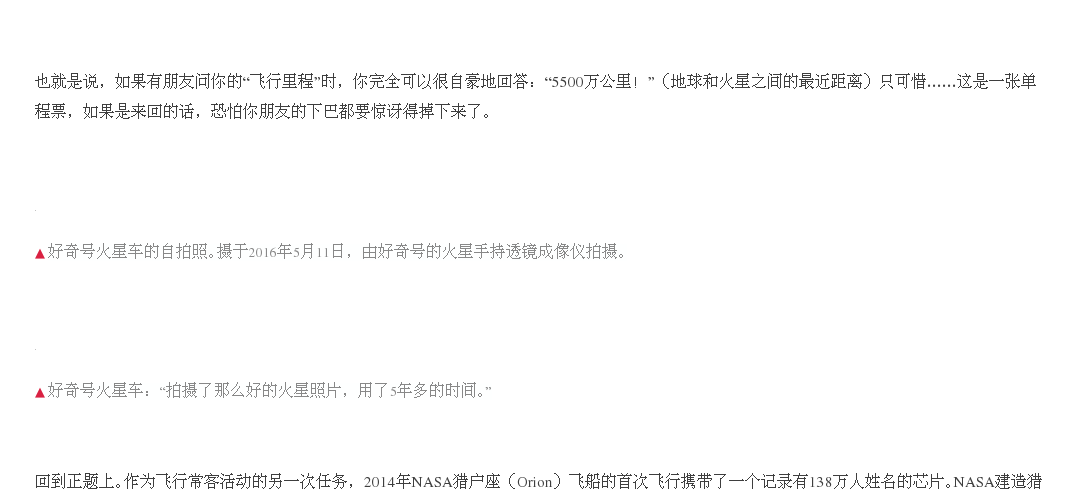 也就是说，如果有朋友问你的“飞行里程”时，你完全可以很自豪地回答：“5500万公里！”（地球和火星之间的最近距离）只可惜……这是一张单
程票，如果是来回的话，恐怕你朋友的下巴都要惊讶得掉下来了。
▲好奇号火星车的自拍照。摄于2016年5月11日，由好奇号的火星手持透镜成像仪拍摄。
▲好奇号火星车：“拍摄了那么好的火星照片，用了5年多的时间。”
回到正题上。作为飞行常客活动的另一次任务，2014年NASA猎户座（Orion）飞船的首次飞行携带了一个记录有138万人姓名的芯片。NASA建造猎